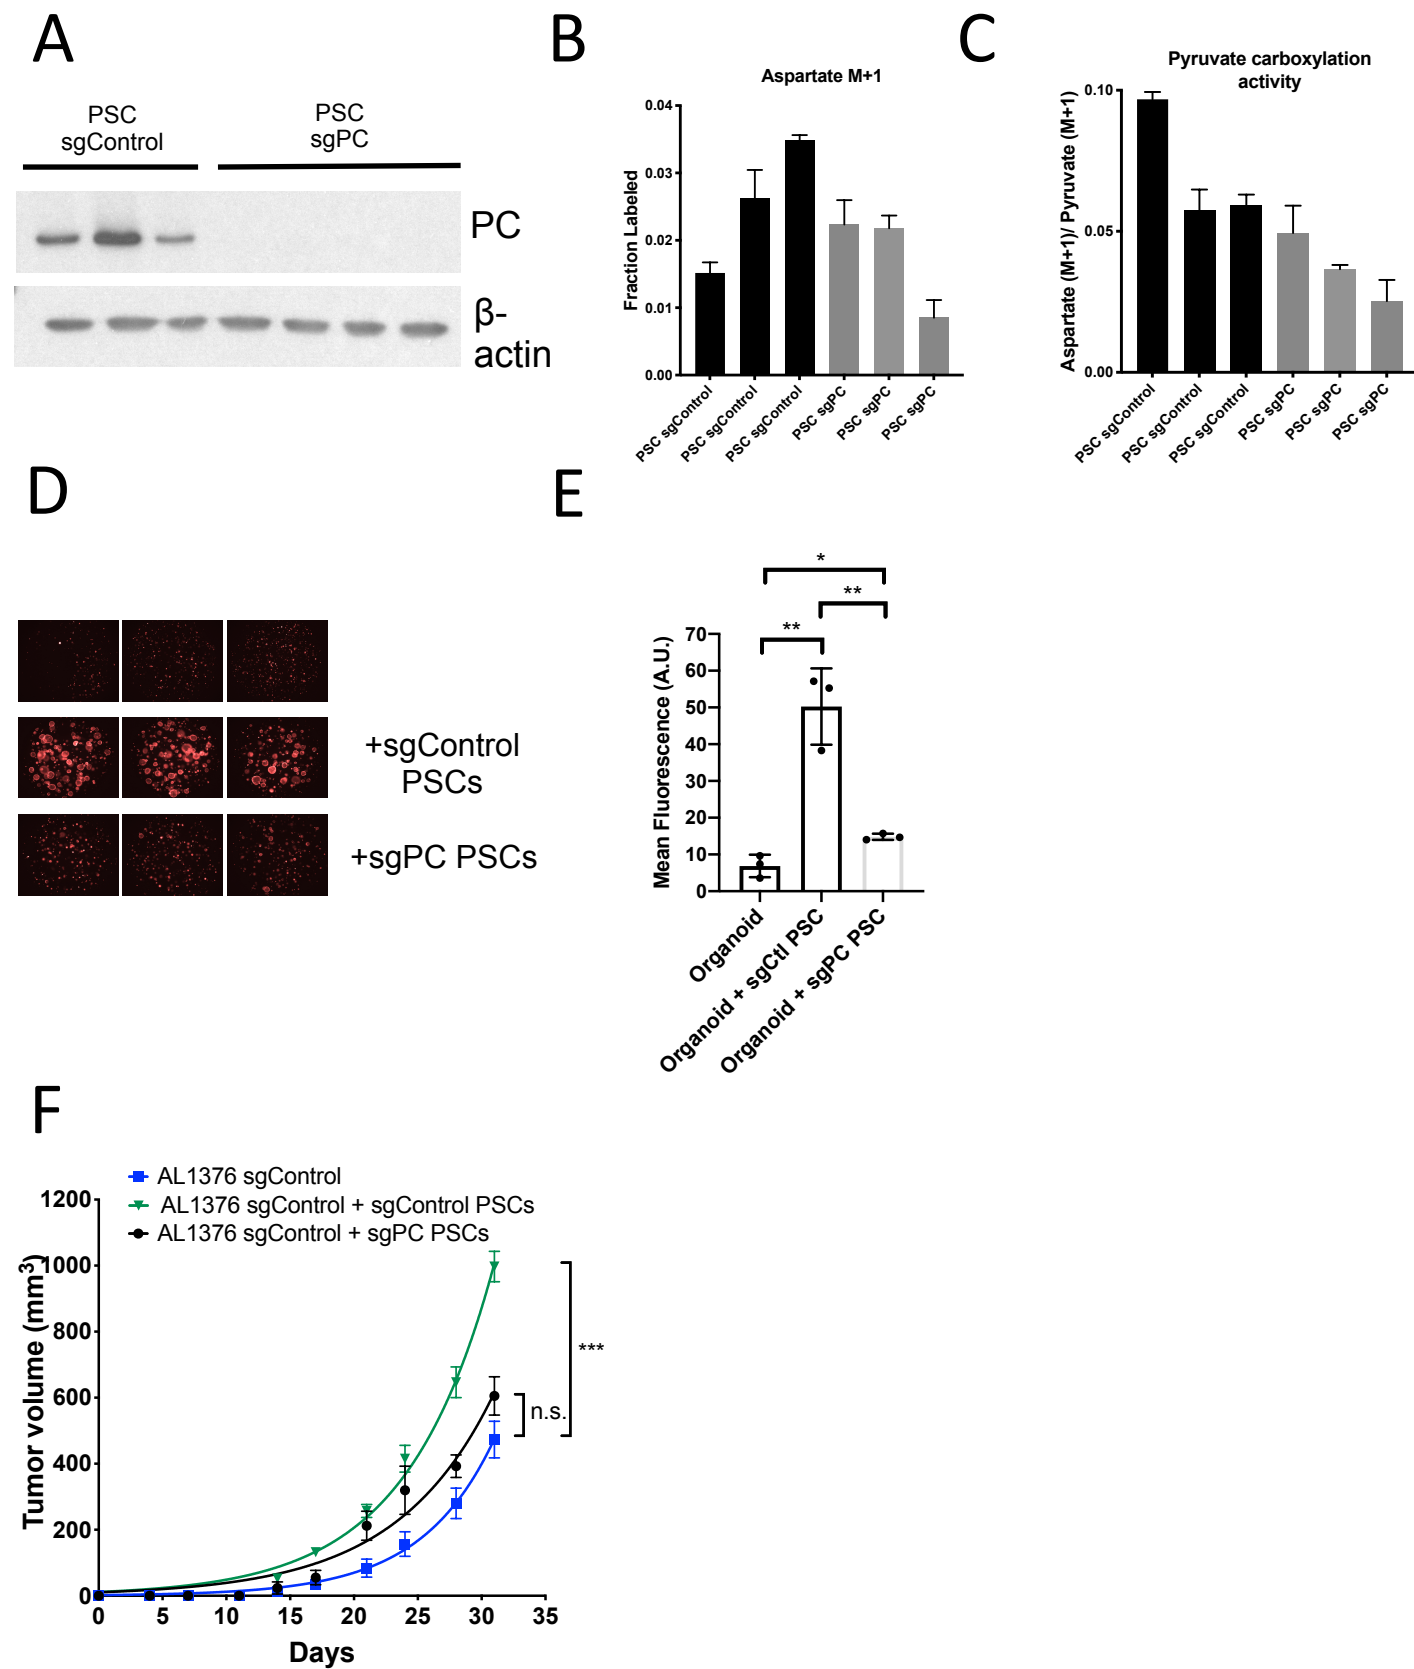 A
PSC
sgControl
PSC
sgPC
PC
β-
actin
B
Aspartate M+1
Fraction Labeled
0.04
0.03
0.02
0.01
0.00
PSC sgControl
PSC sgControl
PSC sgControl
PSC sgPC
PSC sgPC
PSC sgPC
C
Pyruvate carboxylation
activity
Aspartate (M+1)/ Pyruvate (M+1)
0.10
0.05
0.00
PSC sgControl
PSC sgControl
PSC sgControl
PSC sgPC
PSC sgPC
PSC sgPC
D
+sgControl
PSCs
+sgPC PSCs
E
*
**
**
Mean Fluorescence (A.U.)
70
60
50
40
30
20
10
0
Organoid
Organoid + sgCtl PSC
Organoid + sgPC PSC
F
AL1376 sgControl
AL1376 sgControl + sgControl PSCs
AL1376 sgControl + sgPC PSCs
Tumor volume (mm3)
1200
1000
800
600
400
200
0
***
n.s.
0 5 10 15 20 25 30 35
Days